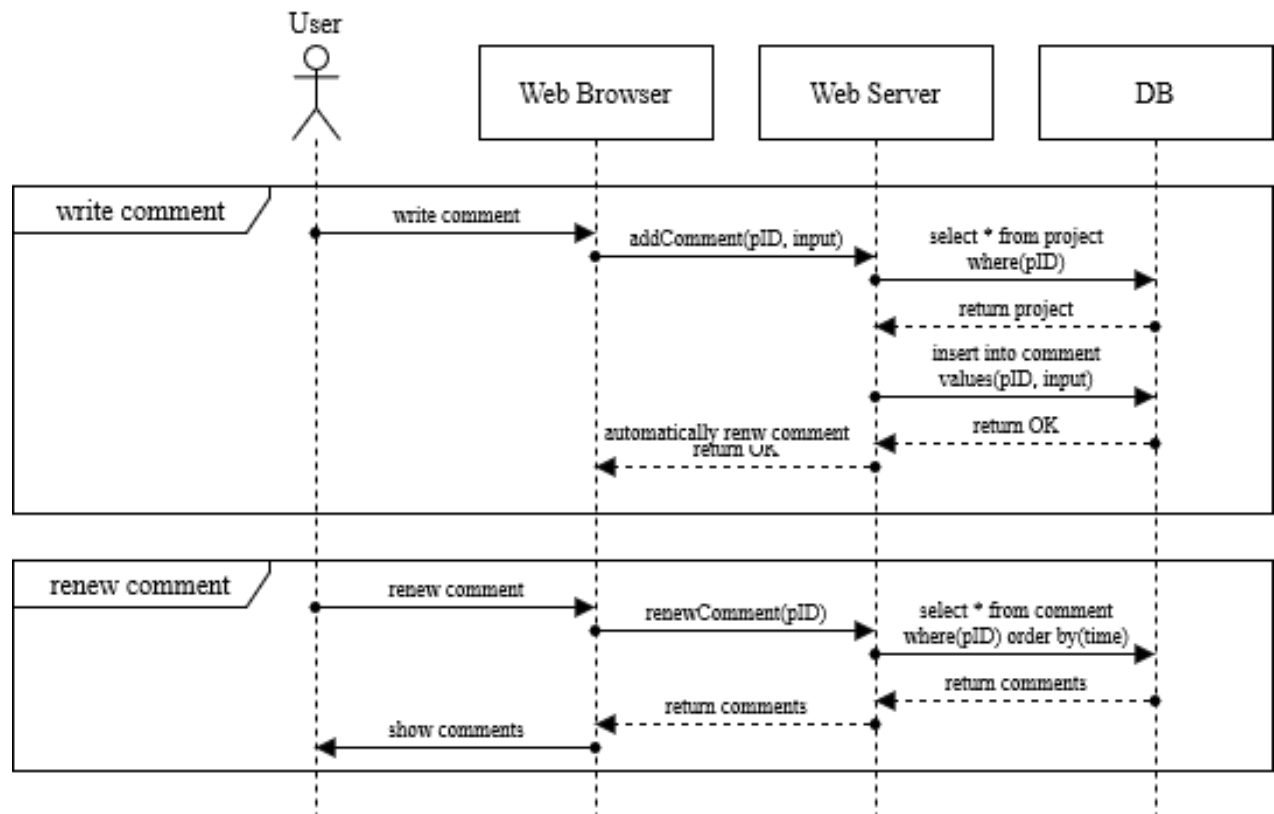 User
Web Browser
Web Server
DB
write comment
write comment
addComment(pID, input)
select * from project
where(pID)
return project
insert into comment
values(pID, input)
return OK
automatically renw comment
return OK
renew comment
renew comment
renewComment(pID)
select * from comment
where(pID) order by(time)
return comments
return comments
show comments